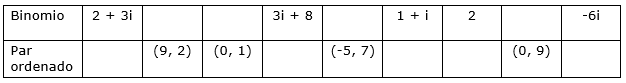 Binomio 2 + 3i 3i + 8 1 + i 2 -6i
Par ordenado (9, 2) (0, 1) (-5, 7) (0, 9)